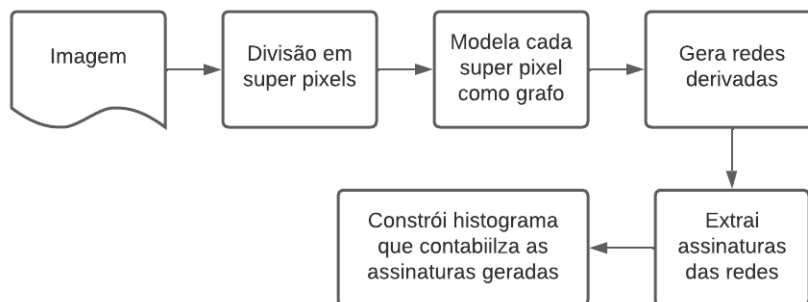 Imagem
Divisão em
super pixels
Modela cada
super pixel
como grafo
Gera redes
derivadas
Extrai
assinaturas
das redes
Constrói histograma
que contabiilza as
assinaturas geradas